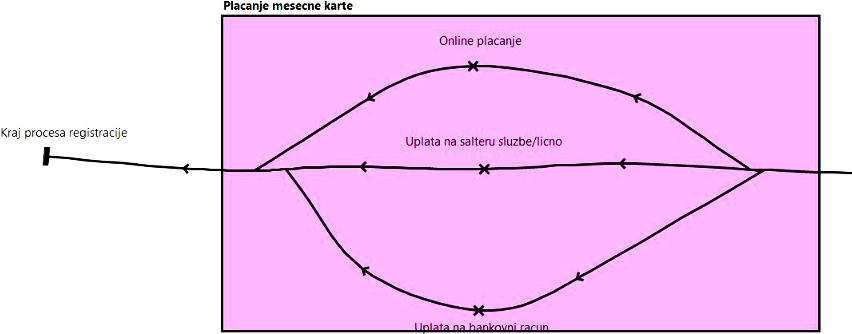 Placanje mesecne karte
Online placanje
Kraj procesa registracije
Uplata na salteru sluzbe/licno
Uplata na bankovni racun